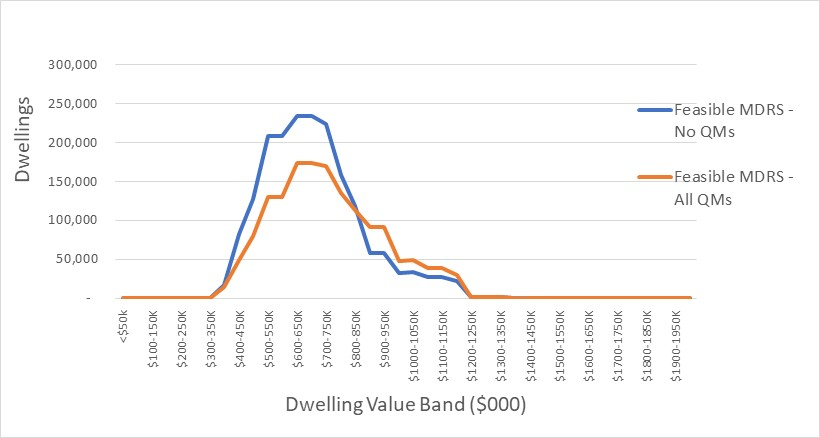 300,000
250,000
200,000
150,000
100,000
50,000
-
Dwellings
Feasible MDRS -
No QMs
Feasible MDRS -
All QMs
<$50k
$100-150K
$200-250K
$300-350K
$400-450K
$500-550K
$600-650K
$700-750K
$800-850K
$900-950K
$1000-1050K
$1100-1150K
$1200-1250K
$1300-1350K
$1400-1450K
$1500-1550K
$1600-1650K
$1700-1750K
$1800-1850K
$1900-1950K
Dwelling Value Band ($000)